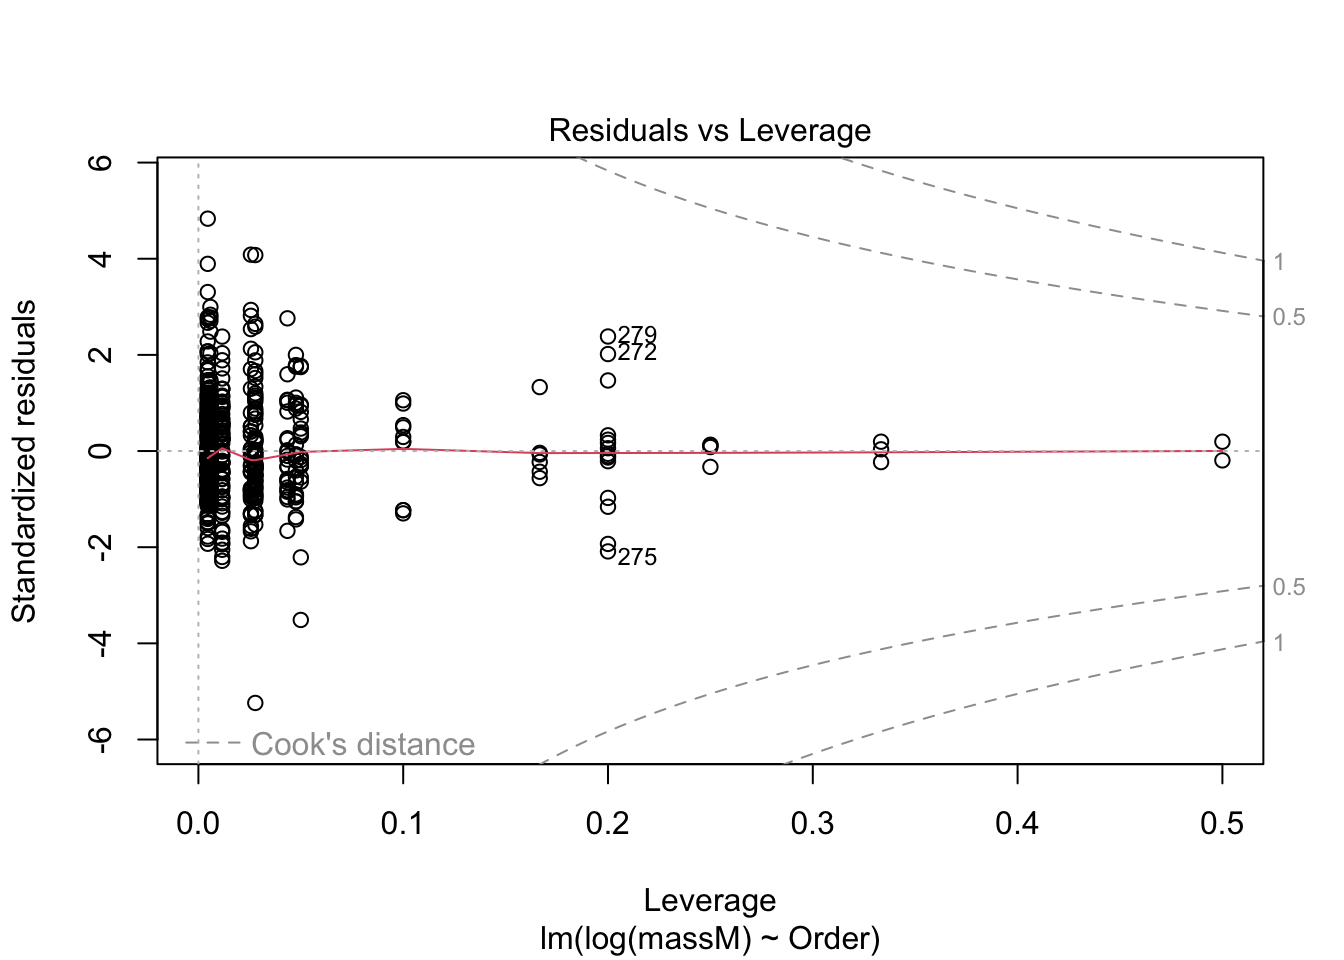 Residuals vs Leverage
Standardized residuals
6
4
2
0
-2
-4
-6
279
272
275
1
0.5
0.5
1
Cook's distance
0.0 0.1 0.2 0.3 0.4 0.5
Leverage
lm(log(massM) ~ Order)